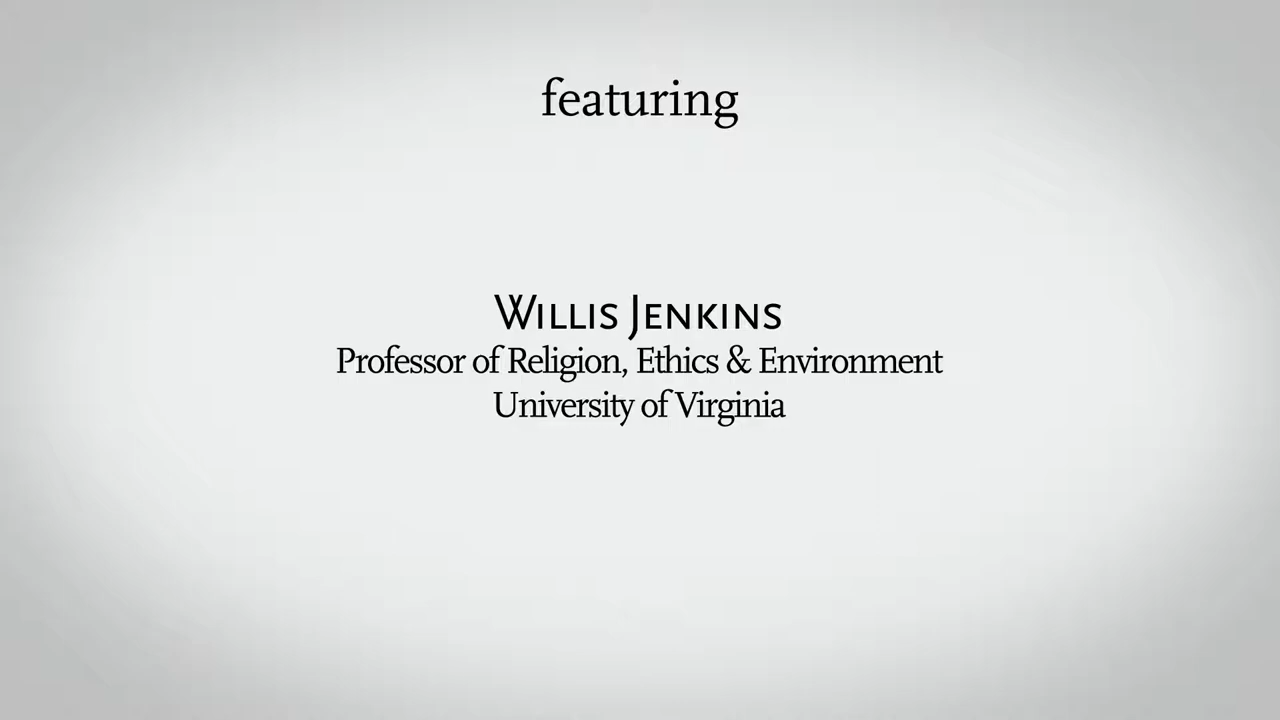 featuring
Willis Jenkins
Professor of Religion, Ethics & Environment
University of Virginia